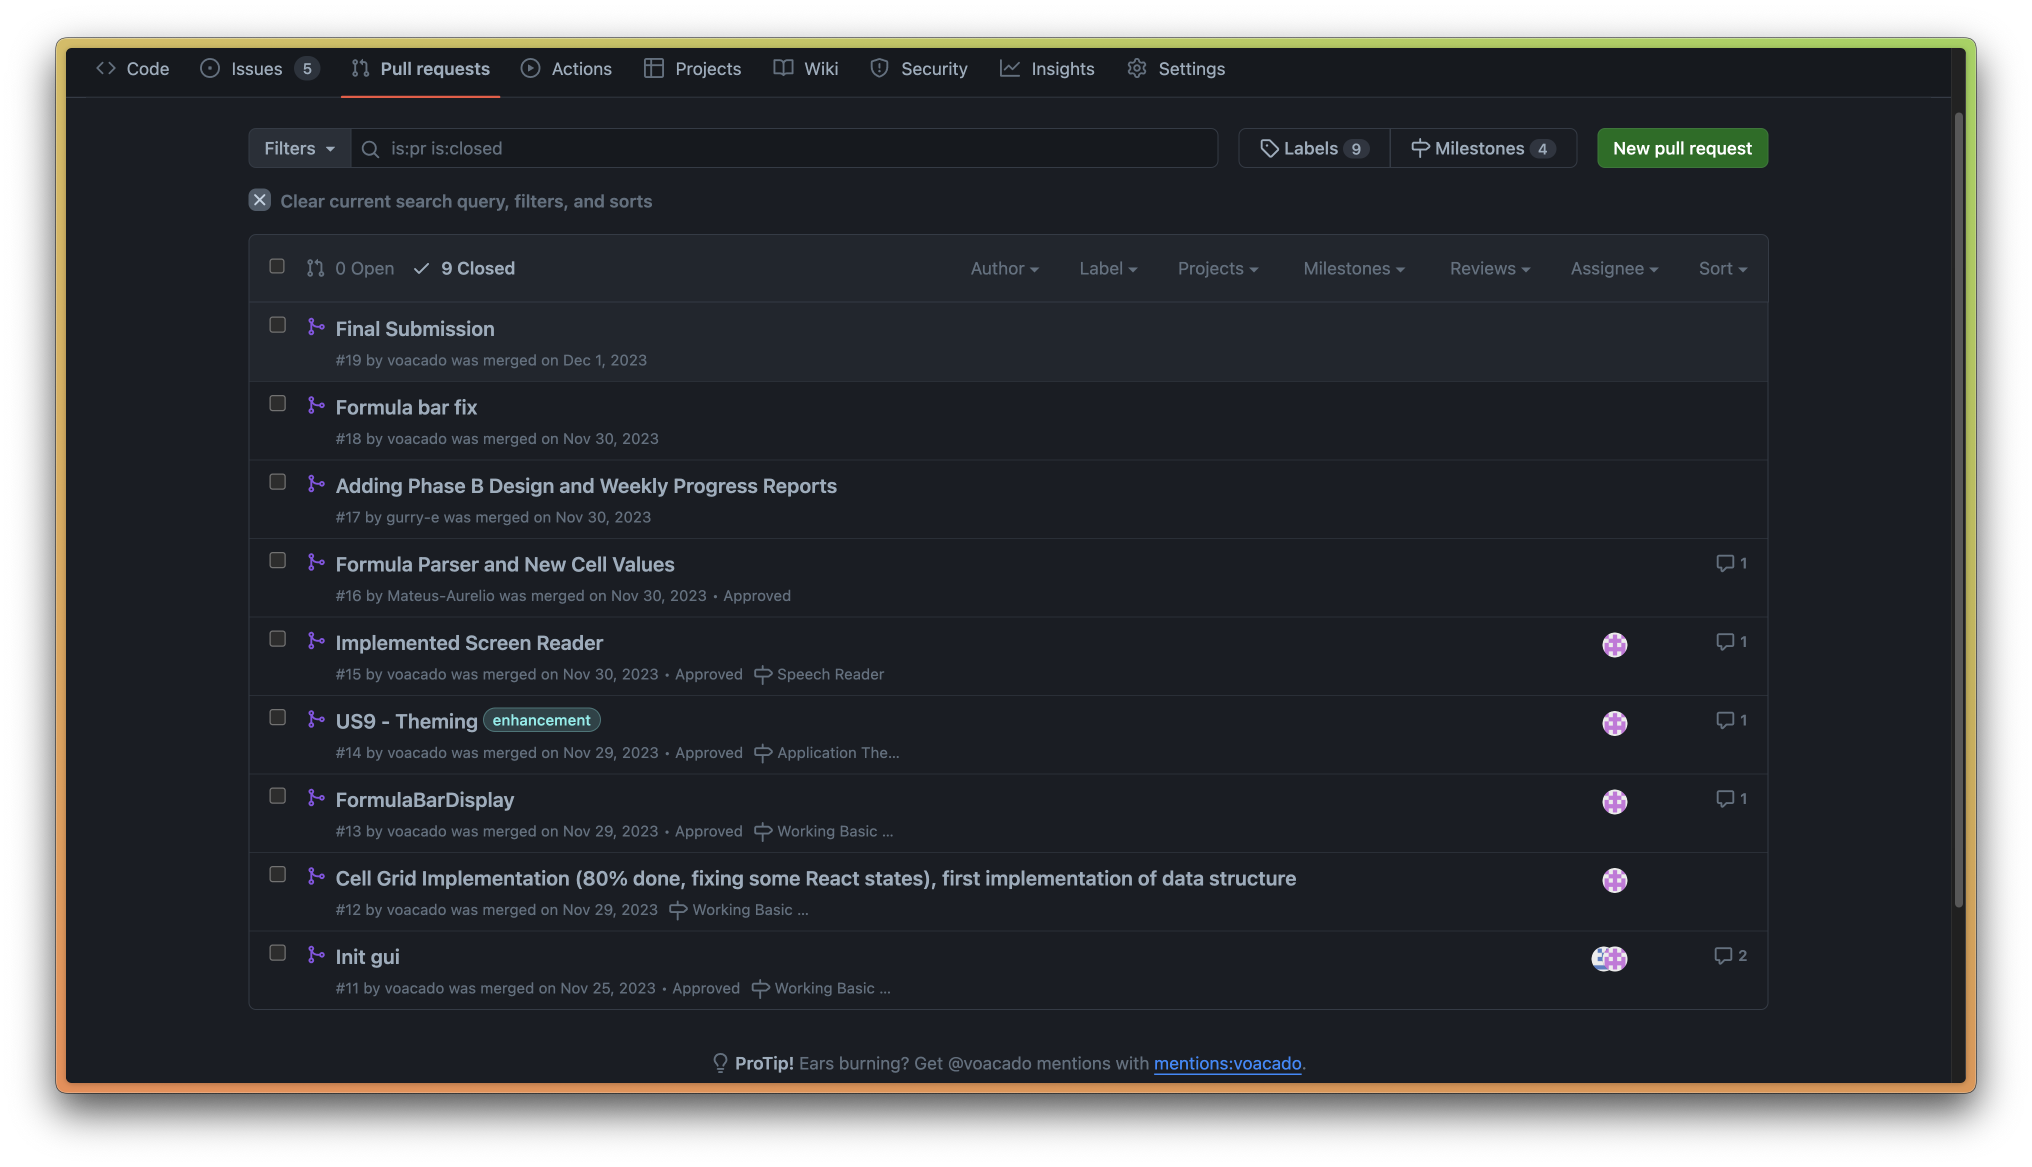 Code Issues 5 Pull requests Actions Projects Wiki Security Insights Settings
Filters is:pr is:closed Labels 9 Milestones 4 New pull request
Clear current search query, filters, and sorts
0 Open 9 Closed Author Label Projects Milestones Reviews Assignee Sort
Final Submission
#19 by voacado was merged on Dec 1, 2023
Formula bar fix
#18 by voacado was merged on Nov 30, 2023
Adding Phase B Design and Weekly Progress Reports
#17 by gurry-e was merged on Nov 30, 2023
Formula Parser and New Cell Values 1
#16 by Mateus-Aurelio was merged on Nov 30, 2023 • Approved
Implemented Screen Reader 1
#15 by voacado was merged on Nov 30, 2023 • Approved Speech Reader
US9 - Theming enhancement 1
#14 by voacado was merged on Nov 29, 2023 • Approved Application The...
FormulaBarDisplay 1
#13 by voacado was merged on Nov 29, 2023 • Approved Working Basic ...
Cell Grid Implementation (80% done, fixing some React states), first implementation of data structure
#12 by voacado was merged on Nov 29, 2023 Working Basic ...
Init gui 2
#11 by voacado was merged on Nov 25, 2023 • Approved Working Basic ...
ProTip! Ears burning? Get @voacado mentions with mentions:voacado.